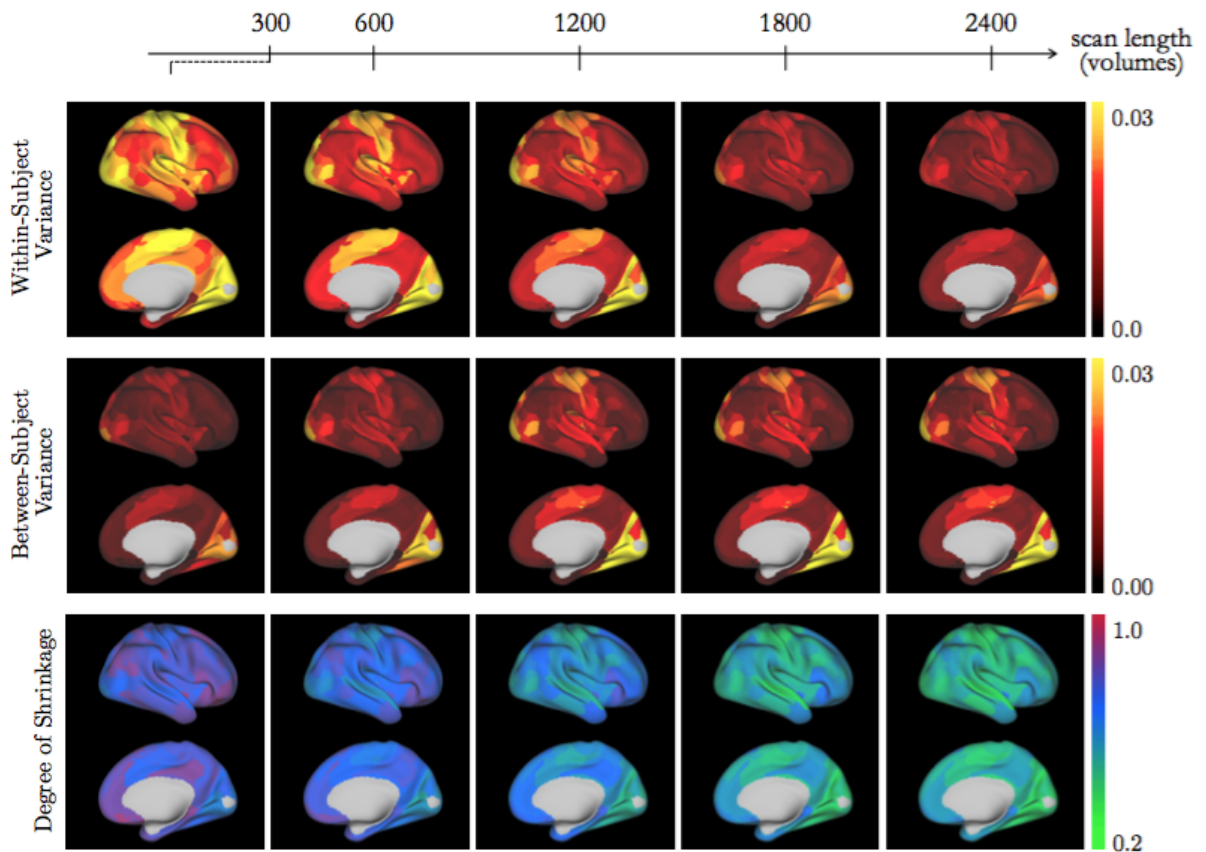 300
600
1200
1800
2400
scan length
(volumes)
Within-Subject
Variance
0.03
0.0
Between-Subject
Variance
0.03
0.00
Degree of Shrinkage
1.0
0.2